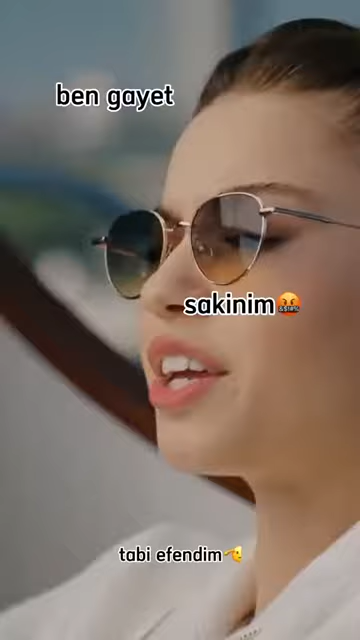 ben gayet
sakinim🤬
tabi efendim🫡